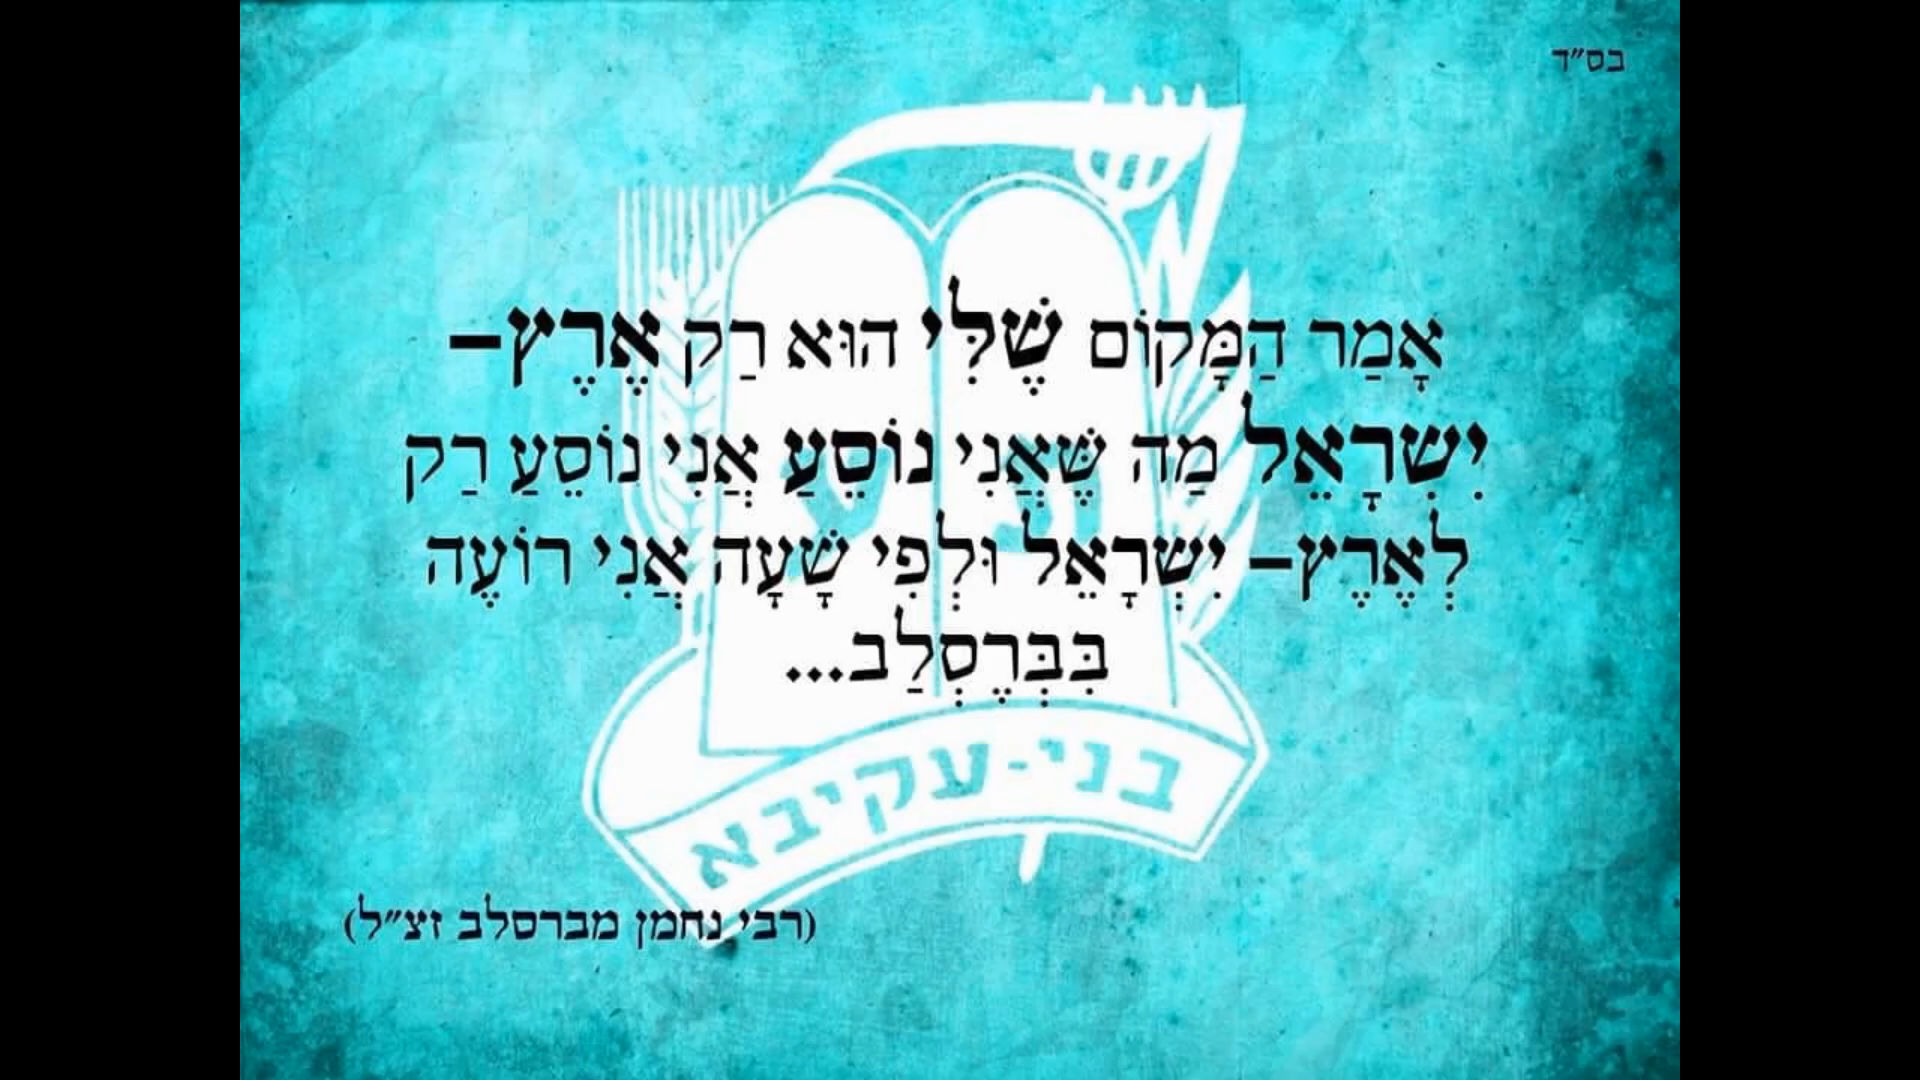 בס״ד
אָמַר הַמָּקוֹם שֶׁלִּי הוּא רַק אֶרֶץ–
יִשְׂרָאֵל מַה שֶּׁאֲנִי נוֹסֵעַ אֲנִי נוֹסֵעַ רַק
לְאֶרֶץ– יִשְׂרָאֵל וּלְפִי שָׁעָה אֲנִי רוֹעֶה
בִּבְּרֶסְלַב...
בני-עקיבא
(רבי נחמן מברסלב זצ״ל)